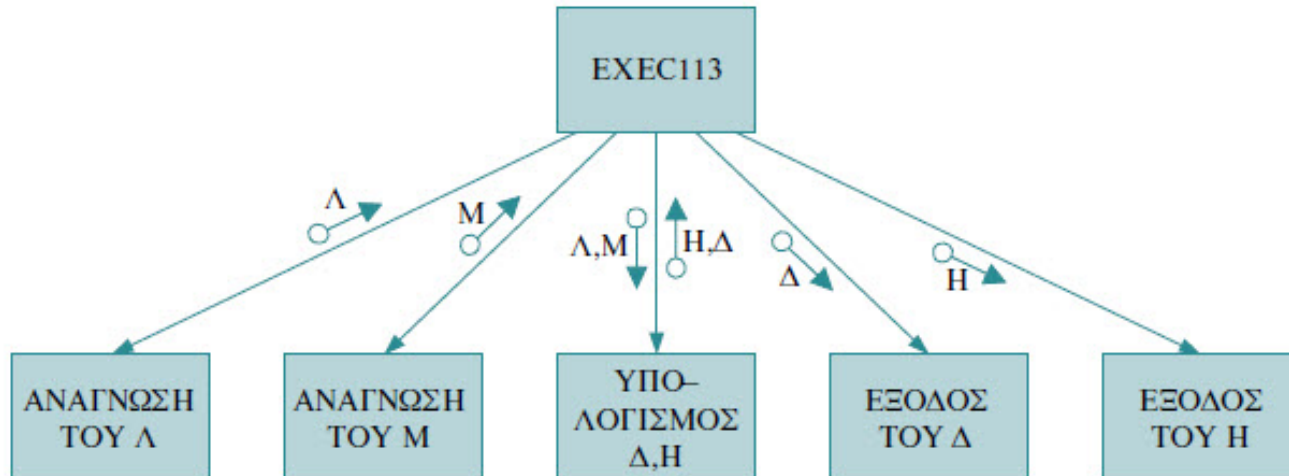 EXEC113
Λ
Μ
Λ,Μ
Η,Δ
Δ
Η
ΑΝΑΓΝΩΣΗ
ΤΟΥ Λ
ΑΝΑΓΝΩΣΗ
ΤΟΥ Μ
ΥΠΟ–
ΛΟΓΙΣΜΟΣ
Δ,Η
ΕΞΟΔΟΣ
ΤΟΥ Δ
ΕΞΟΔΟΣ
ΤΟΥ Η